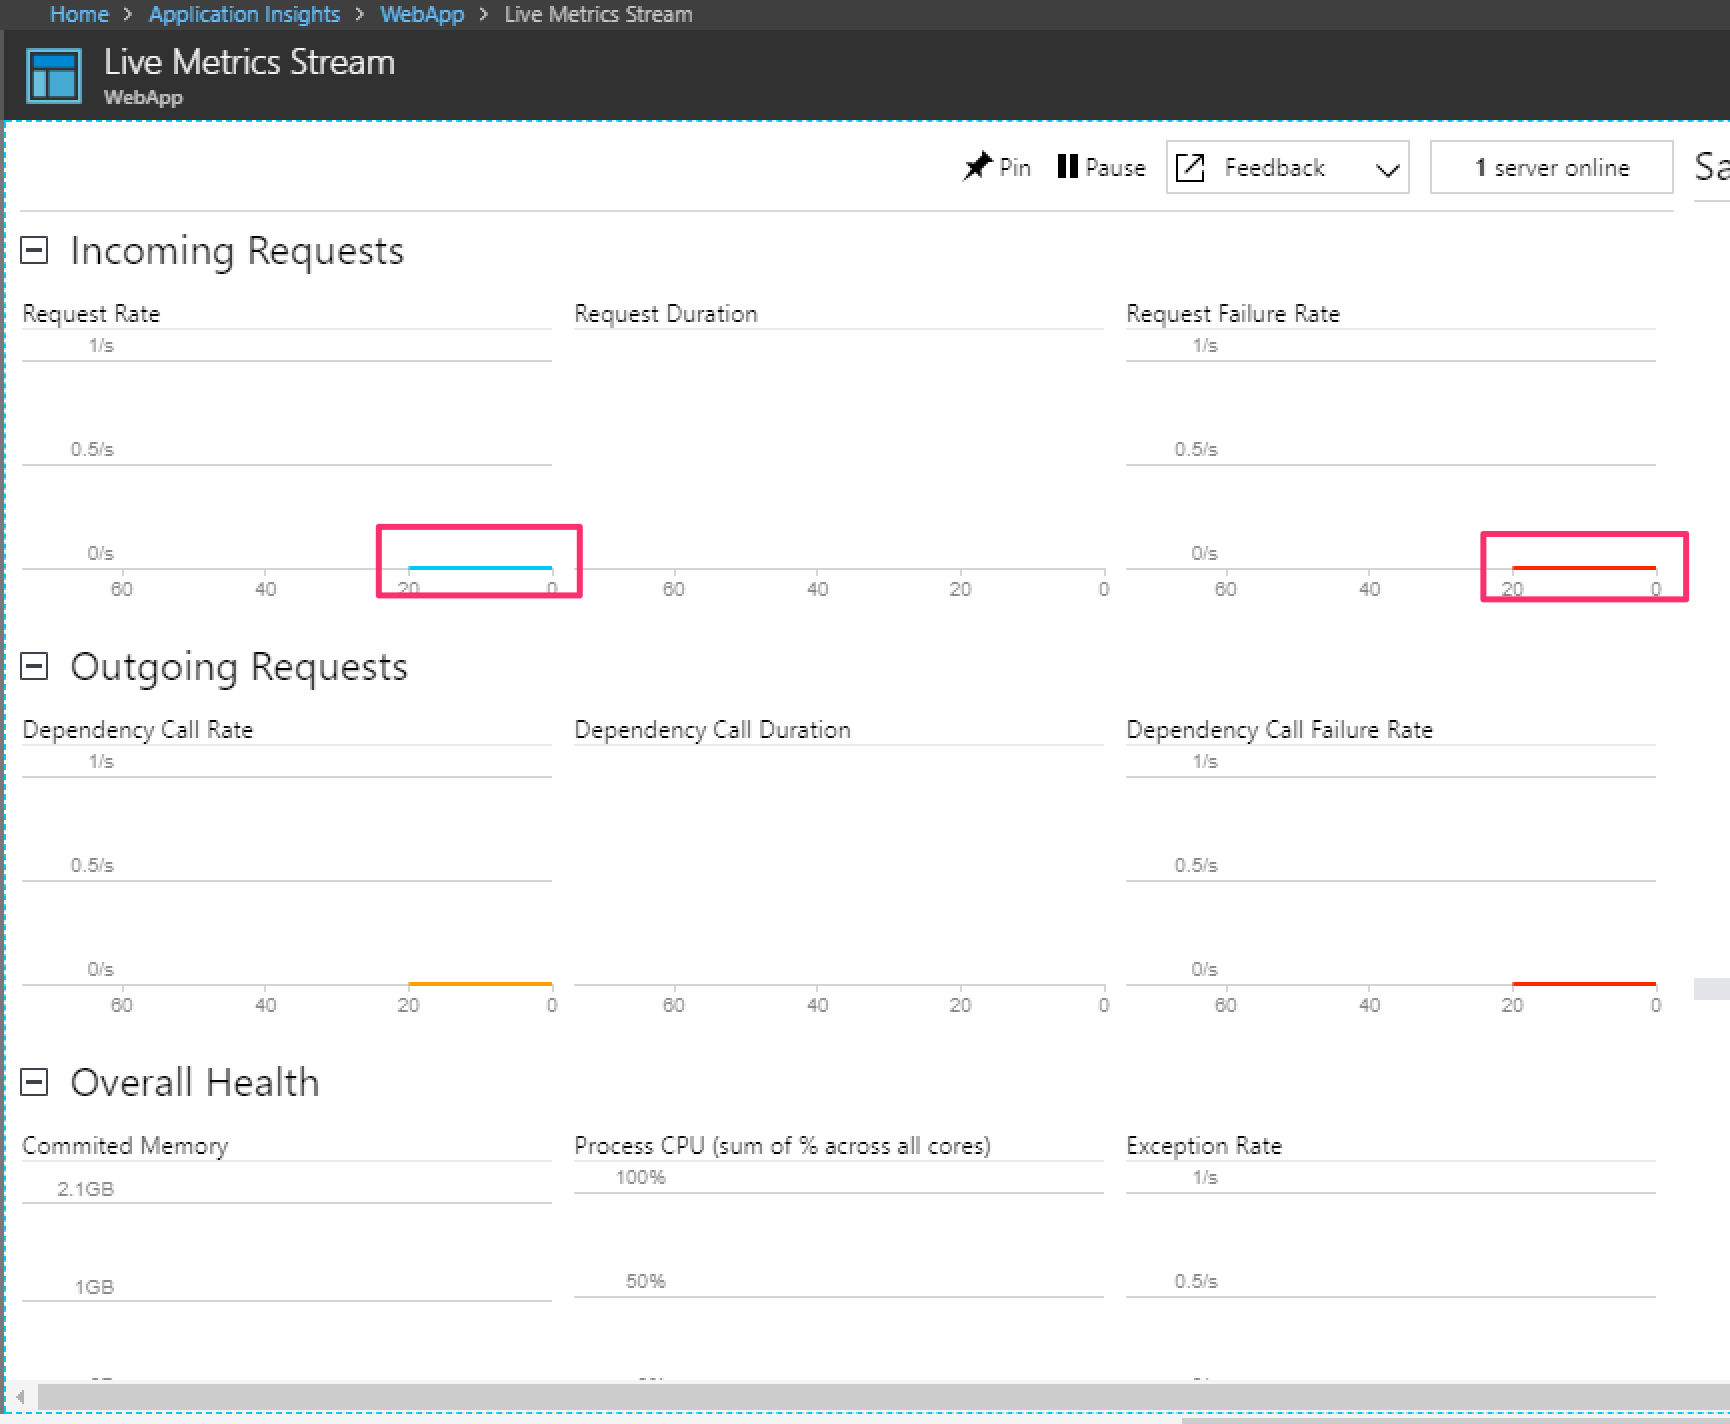 Home > Application Insights > WebApp > Live Metrics Stream
Live Metrics Stream
WebApp
Pin Pause Feedback 1 server online
Incoming Requests
Request Rate
1/s
0.5/s
0/s
60 40 20 0
Request Duration
60 40 20 0
Request Failure Rate
1/s
0.5/s
0/s
60 40 20 0
Outgoing Requests
Dependency Call Rate
1/s
0.5/s
0/s
60 40 20 0
Dependency Call Duration
60 40 20 0
Dependency Call Failure Rate
1/s
0.5/s
0/s
60 40 20 0
Overall Health
Commited Memory
2.1GB
1GB
Process CPU (sum of % across all cores)
100%
50%
Exception Rate
1/s
0.5/s